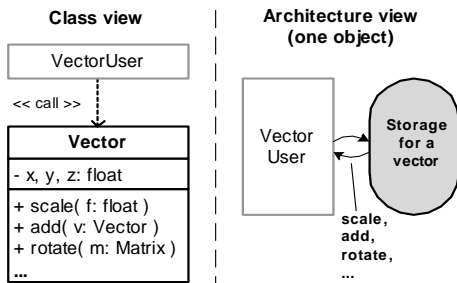 Class view
VectorUser
<< call >>
Vector
- x, y, z: float
+ scale( f: float )
+ add( v: Vector )
+ rotate( m: Matrix )
...
Architecture view
(one object)
Vector
User
Storage
for a
vector
scale,
add,
rotate,
...